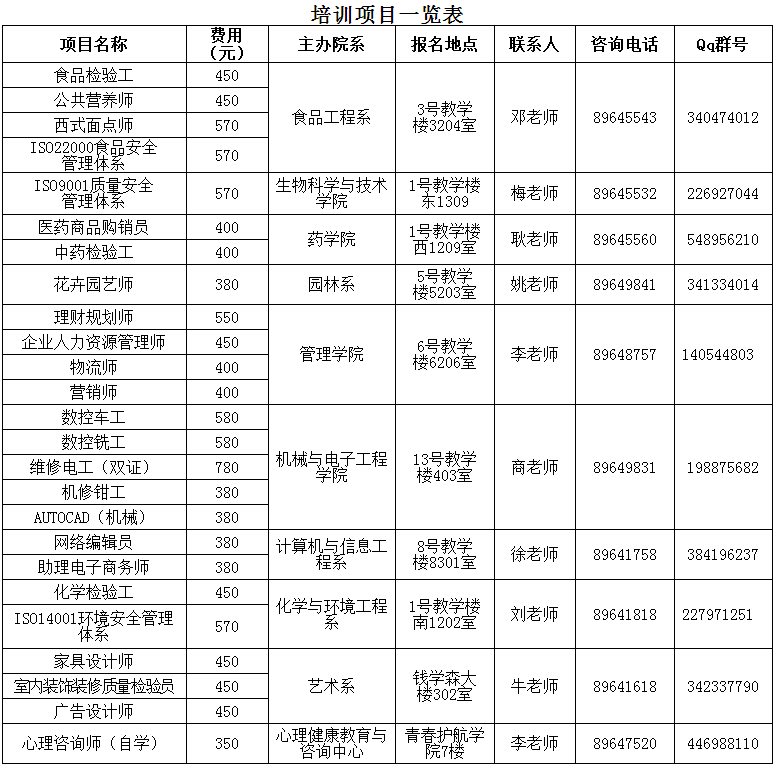 培训项目一览表
项目名称 费用（元） 主办院系 报名地点 联系人 咨询电话 Qq群号
食品检验工 450 食品工程系 3号教学楼3204室 邓老师 89645543 340474012
公共营养师 450
西式面点师 570
ISO22000食品安全管理体系 570
ISO9001质量安全管理体系 570 生物科学与技术学院 1号教学楼东1309 梅老师 89645532 226927044
医药商品购销员 400 药学院 1号教学楼西1209室 耿老师 89645560 548956210
中药检验工 400
花卉园艺师 380 园林系 5号教学楼5203室 姚老师 89649841 341334014
理财规划师 550 管理学院 6号教学楼6206室 李老师 89648757 140544803
企业人力资源管理师 450
物流师 400
营销师 400
数控车工 580 机械与电子工程学院 13号教学楼403室 商老师 89649831 198875682
数控铣工 580
维修电工（双证） 780
机修钳工 380
AUTOCAD（机械） 380
网络编辑员 380 计算机与信息工程系 8号教学楼8301室 徐老师 89641758 384196237
助理电子商务师 380
化学检验工 450 化学与环境工程系 1号教学楼南1202室 刘老师 89641818 227971251
ISO14001环境安全管理体系 570
家具设计师 450 艺术系 钱学森大楼302室 牛老师 89641618 342337790
室内装饰装修质量检验员 450
广告设计师 450
心理咨询师（自学） 350 心理健康教育与咨询中心 青春护航学院7楼 李老师 89647520 446988110